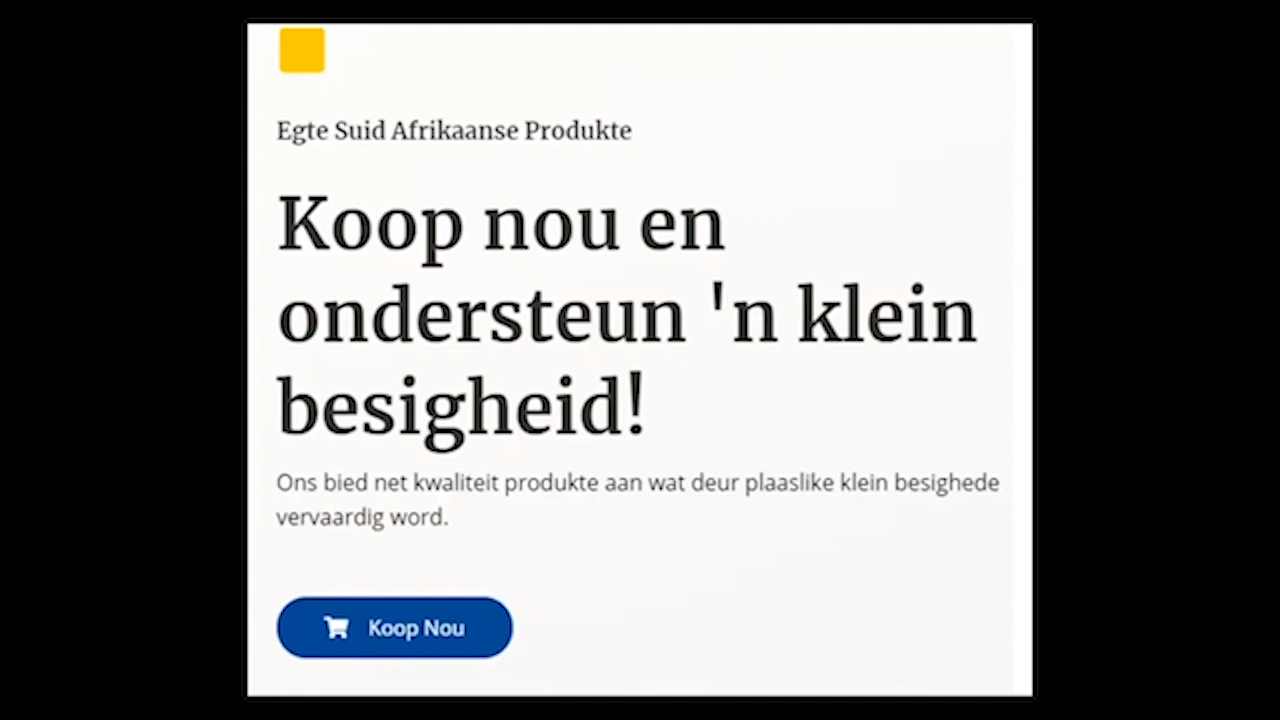 Egte Suid Afrikaanse Produkte
Koop nou en
ondersteun 'n klein
besigheid!
Ons bied net kwaliteit produkte aan wat deur plaaslike klein besighede
vervaardig word.
Koop Nou